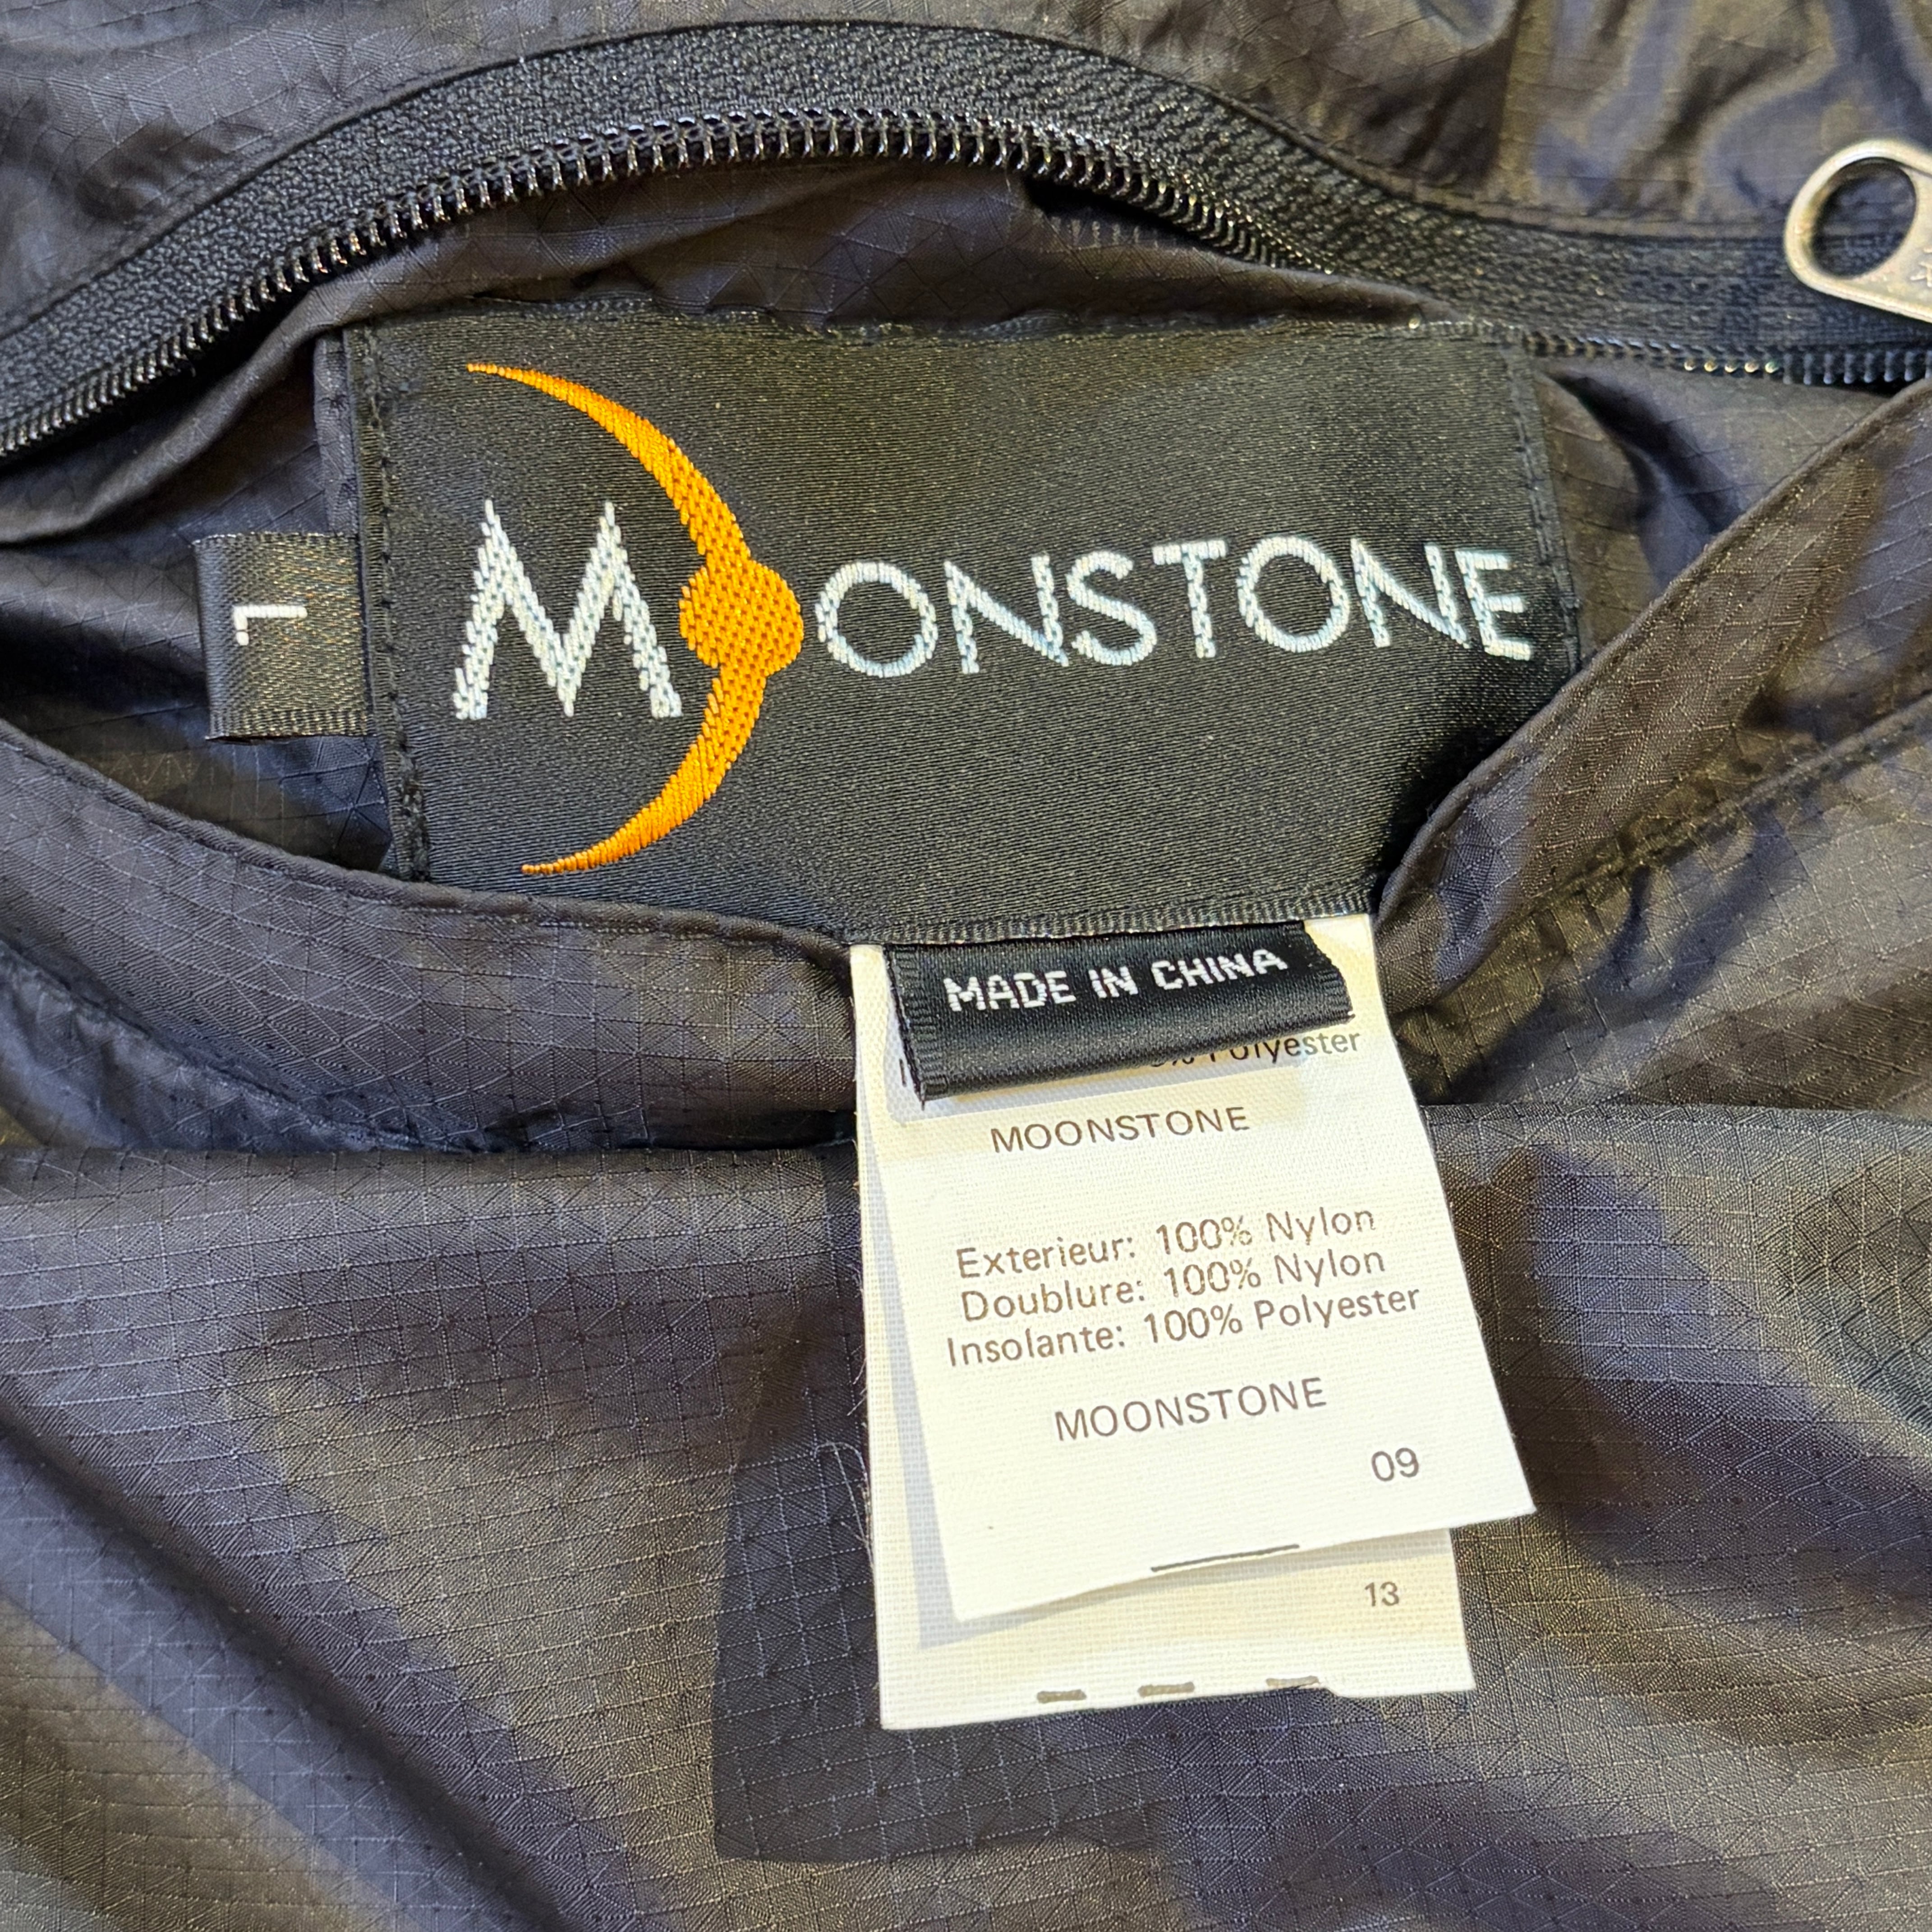 L
MOONSTONE
MADE IN CHINA
Polyester
MOONSTONE
Exterieur: 100% Nylon
Doublure: 100% Nylon
Insolante: 100% Polyester
MOONSTONE
09
13